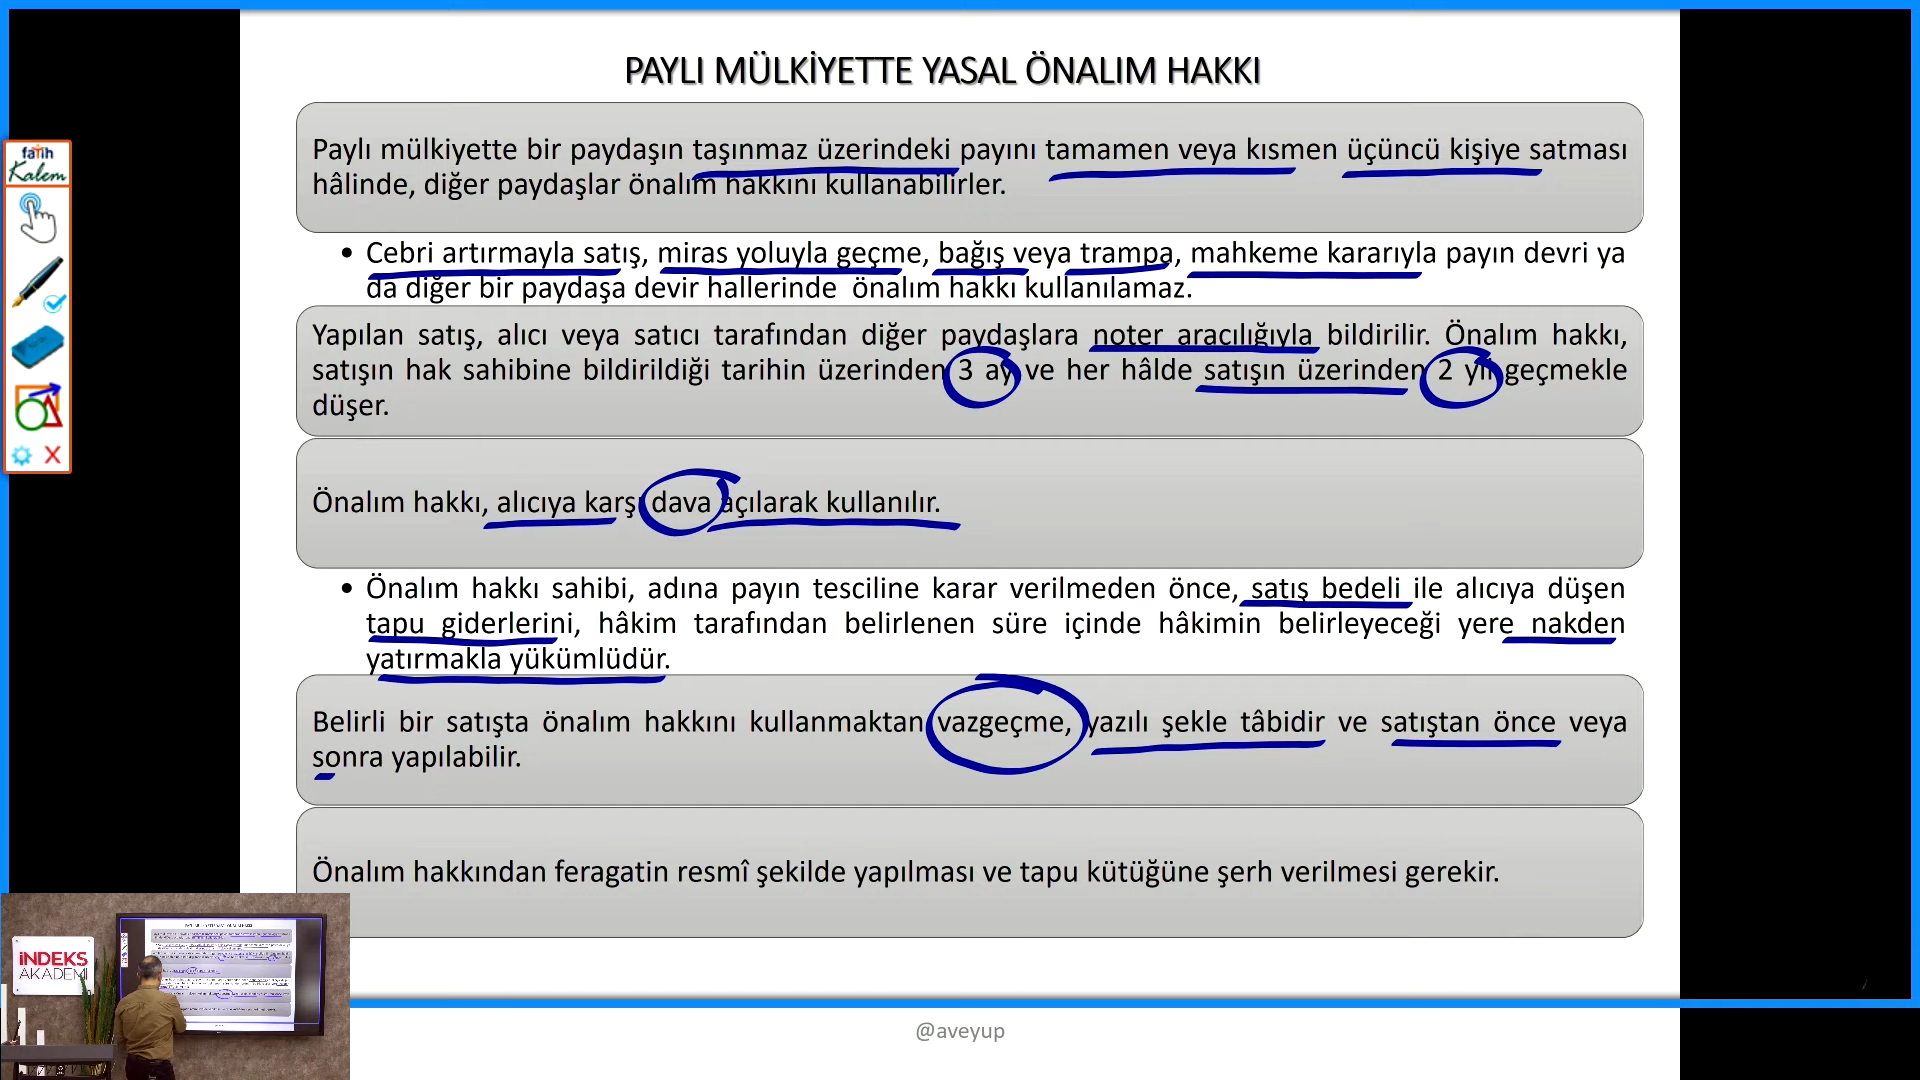 PAYLI MÜLKİYETTE YASAL ÖNALIM HAKKI
fatih
Kalem
Paylı mülkiyette bir paydaşın taşınmaz üzerindeki payını tamamen veya kısmen üçüncü kişiye satması
hâlinde, diğer paydaşlar önalım hakkını kullanabilirler.
• Cebri artırmayla satış, miras yoluyla geçme, bağış veya trampa, mahkeme kararıyla payın devri ya
da diğer bir paydaşa devir hallerinde önalım hakkı kullanılamaz.
Yapılan satış, alıcı veya satıcı tarafından diğer paydaşlara noter aracılığıyla bildirilir. Önalım hakkı,
satışın hak sahibine bildirildiği tarihin üzerinden 3 ay ve her hâlde satışın üzerinden 2 yıl geçmekle
düşer.
Önalım hakkı, alıcıya karşı dava açılarak kullanılır.
• Önalım hakkı sahibi, adına payın tesciline karar verilmeden önce, satış bedeli ile alıcıya düşen
tapu giderlerini, hâkim tarafından belirlenen süre içinde hâkimin belirleyeceği yere nakden
yatırmakla yükümlüdür.
Belirli bir satışta önalım hakkını kullanmaktan vazgeçme, yazılı şekle tâbidir ve satıştan önce veya
sonra yapılabilir.
Önalım hakkından feragatin resmî şekilde yapılması ve tapu kütüğüne şerh verilmesi gerekir.
İNDEKS
AKADEMİ
@aveyup